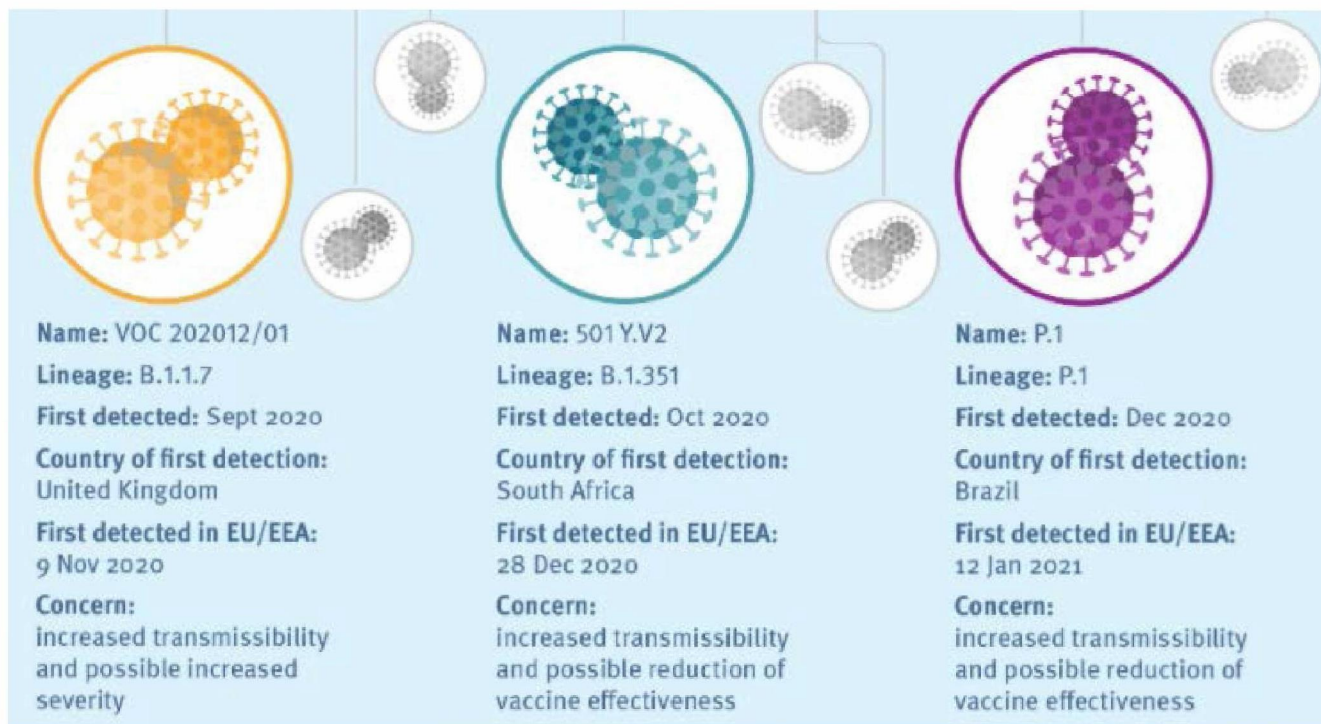 Name: VOC 202012/01
Lineage: B.1.1.7
First detected: Sept 2020
Country of first detection:
United Kingdom
First detected in EU/EEA:
9 Nov 2020
Concern:
increased transmissibility
and possible increased
severity
Name: 501 Y.V2
Lineage: B.1.351
First detected: Oct 2020
Country of first detection:
South Africa
First detected in EU/EEA:
28 Dec 2020
Concern:
increased transmissibility
and possible reduction of
vaccine effectiveness
Name: P.1
Lineage: P.1
First detected: Dec 2020
Country of first detection:
Brazil
First detected in EU/EEA:
12 Jan 2021
Concern:
increased transmissibility
and possible reduction of
vaccine effectiveness